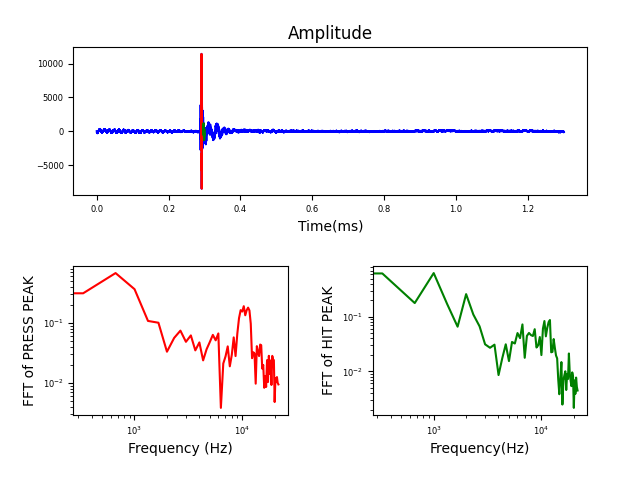 Amplitude
10000
5000
0
−5000
0.0 0.2 0.4 0.6 0.8 1.0 1.2
Time(ms)
FFT of PRESS PEAK
10⁻¹
10⁻²
10³ 10⁴
Frequency (Hz)
FFT of HIT PEAK
10⁻¹
10⁻²
10³ 10⁴
Frequency(Hz)